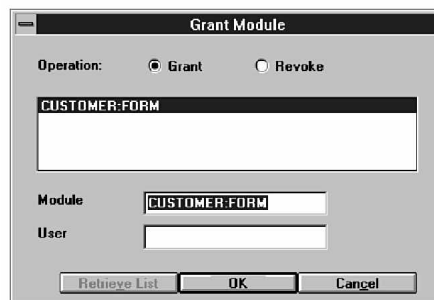 Grant Module
Operation: Grant Revoke
CUSTOMER:FORM
Module CUSTOMER:FORM
User
Retrieve List OK Cancel